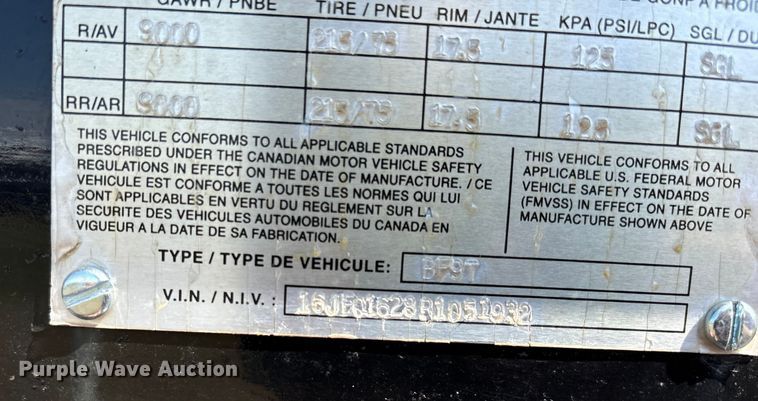 GAWR / PNBE TIRE / PNEU RIM / JANTE KPA (PSI/LPC) SGL / DU
F/AV 9000 215/75 17.5 125 SGL
RR/AR 9000 215/75 17.5 125 SGL
THIS VEHICLE CONFORMS TO ALL APPLICABLE STANDARDS
PRESCRIBED UNDER THE CANADIAN MOTOR VEHICLE SAFETY
REGULATIONS IN EFFECT ON THE DATE OF MANUFACTURE. / CE
VEHICULE EST CONFORME A TOUTES LES NORMES QUI LUI
SONT APPLICABLES EN VERTU DU REGLEMENT SUR LA
SECURITE DES VEHICULES AUTOMOBILES DU CANADA EN
VIGUEUR A LA DATE DE SA FABRICATION.
THIS VEHICLE CONFORMS TO ALL
APPLICABLE U.S. FEDERAL MOTOR
VEHICLE SAFETY STANDARDS
(FMVSS) IN EFFECT ON THE DATE OF
MANUFACTURE SHOWN ABOVE
TYPE / TYPE DE VEHICULE:
V.I.N. / N.I.V. :
Purple Wave Auction